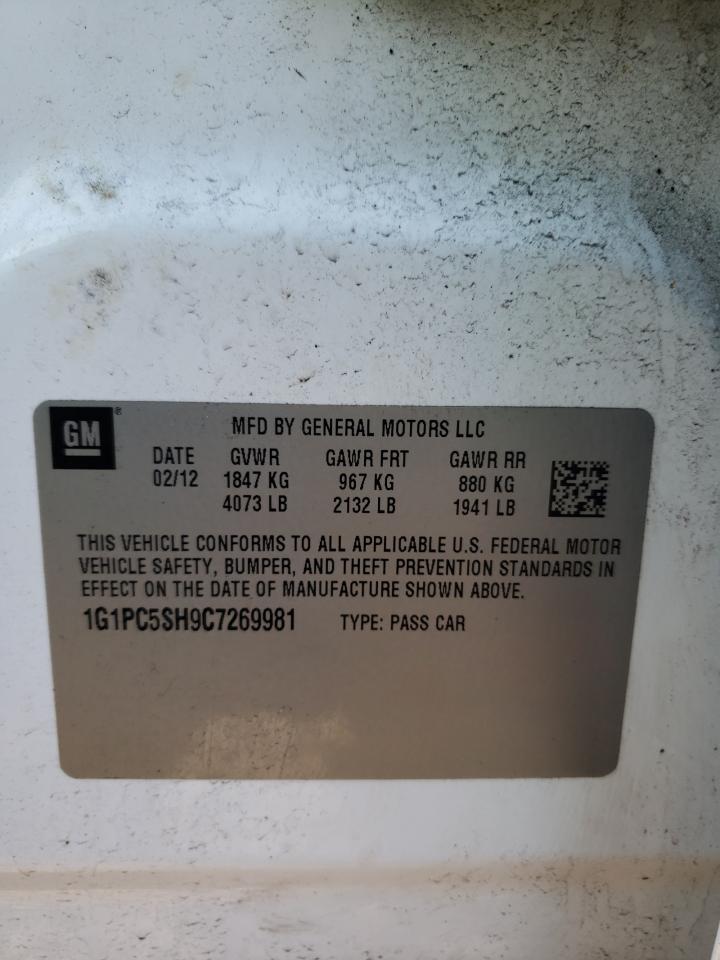 GM®
MFD BY GENERAL MOTORS LLC
DATE GVWR GAWR FRT GAWR RR
02/12 1847 KG 967 KG 880 KG
4073 LB 2132 LB 1941 LB
THIS VEHICLE CONFORMS TO ALL APPLICABLE U.S. FEDERAL MOTOR
VEHICLE SAFETY, BUMPER, AND THEFT PREVENTION STANDARDS IN
EFFECT ON THE DATE OF MANUFACTURE SHOWN ABOVE.
1G1PC5SH9C7269981 TYPE: PASS CAR